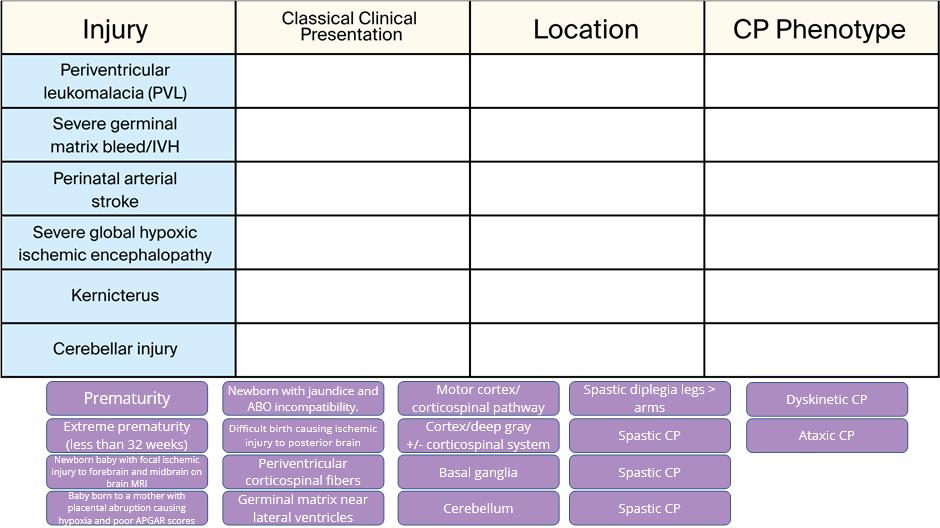 Injury
Classical Clinical
Presentation
Location
CP Phenotype
Periventricular
leukomalacia (PVL)
Severe germinal
matrix bleed/IVH
Perinatal arterial
stroke
Severe global hypoxic
ischemic encephalopathy
Kernicterus
Cerebellar injury
Prematurity
Newborn with jaundice and
ABO incompatibility.
Motor cortex/
corticospinal pathway
Spastic diplegia legs >
arms
Dyskinetic CP
Extreme prematurity
(less than 32 weeks)
Difficult birth causing ischemic
injury to posterior brain
Cortex/deep gray
+/- corticospinal system
Spastic CP
Ataxic CP
Newborn baby with focal ischemic
injury to forebrain and midbrain on
brain MRI
Periventricular
corticospinal fibers
Basal ganglia
Spastic CP
Baby born to a mother with
placental abruption causing
hypoxia and poor APGAR scores
Germinal matrix near
lateral ventricles
Cerebellum
Spastic CP